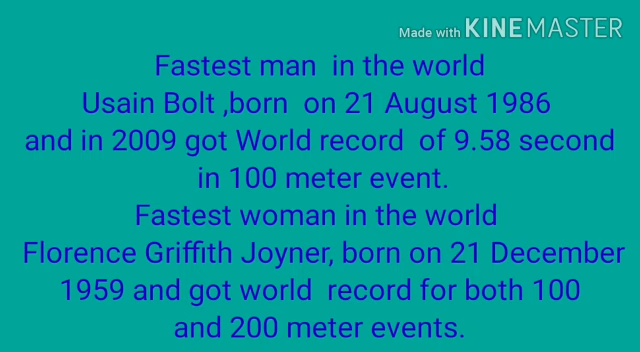 Made with KINEMASTER
Fastest man in the world
Usain Bolt ,born on 21 August 1986
and in 2009 got World record of 9.58 second
in 100 meter event.
Fastest woman in the world
Florence Griffith Joyner, born on 21 December
1959 and got world record for both 100
and 200 meter events.